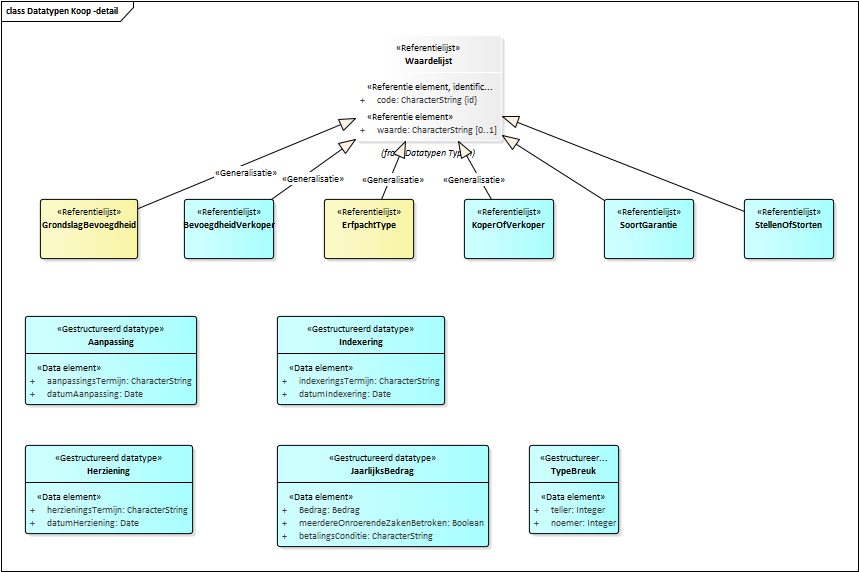 class Datatypen Koop -detail
«Referentielijst»
Waardelijst
«Referentie element, identific...
+ code: CharacterString {id}
«Referentie element»
+ waarde: CharacterString [0..1]
(from Datatypen Types)
«Generalisatie»
«Generalisatie»
«Generalisatie»
«Generalisatie»
«Referentielijst»
GrondslagBevoegdheid
«Referentielijst»
BevoegdheidVerkoper
«Referentielijst»
ErfpachtType
«Referentielijst»
KoperOfVerkoper
«Referentielijst»
SoortGarantie
«Referentielijst»
StellenOfStorten
«Gestructureerd datatype»
Aanpassing
«Data element»
+ aanpassingsTermijn: CharacterString
+ datumAanpassing: Date
«Gestructureerd datatype»
Indexering
«Data element»
+ indexeringsTermijn: CharacterString
+ datumIndexering: Date
«Gestructureerd datatype»
Herziening
«Data element»
+ herzieningsTermijn: CharacterString
+ datumHerziening: Date
«Gestructureerd datatype»
JaarlijksBedrag
«Data element»
+ Bedrag: Bedrag
+ meerdereOnroerendeZakenBetroken: Boolean
+ betalingsConditie: CharacterString
«Gestructureer...
TypeBreuk
«Data element»
+ teller: Integer
+ noemer: Integer